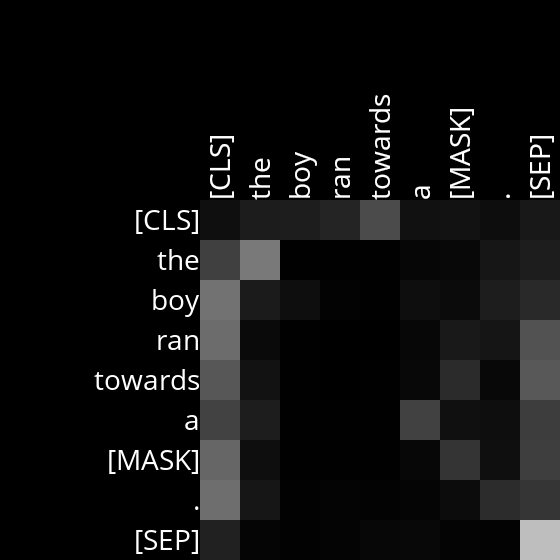 [CLS] the boy ran towards a [MASK] . [SEP]
[CLS]
the
boy
ran
towards
a
[MASK]
.
[SEP]